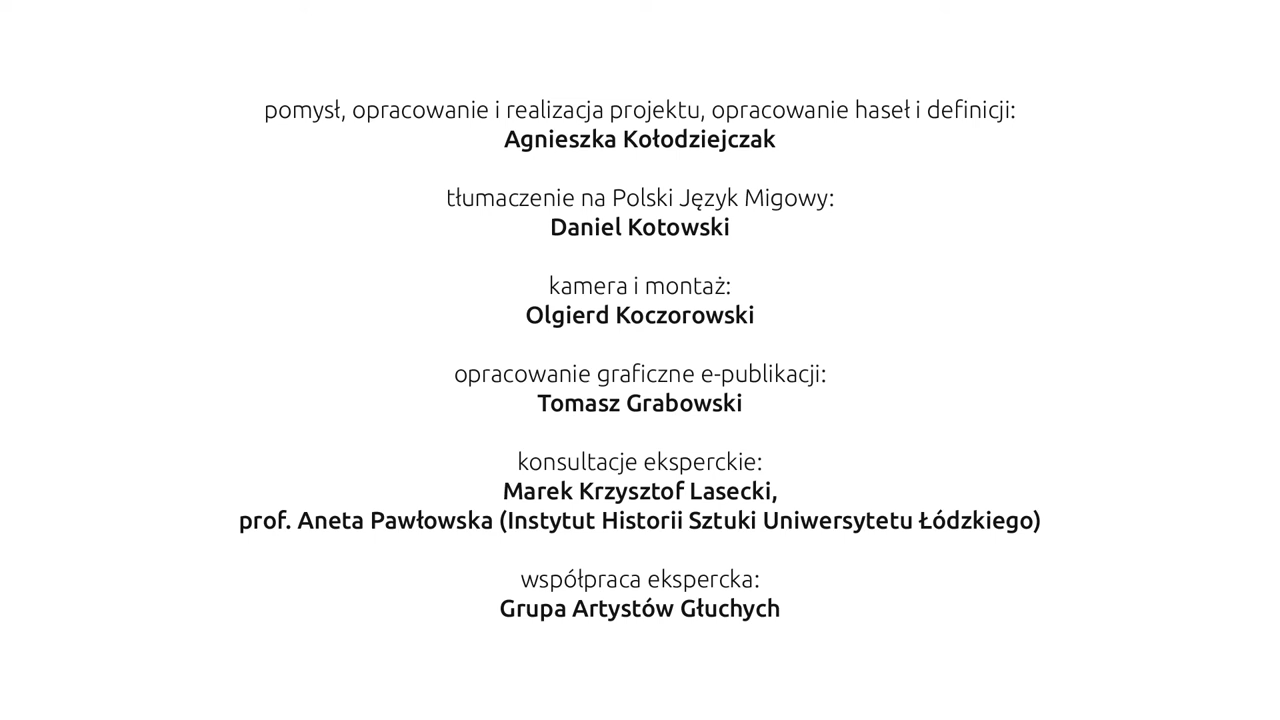 pomysł, opracowanie i realizacja projektu, opracowanie haseł i definicji:
Agnieszka Kołodziejczak
tłumaczenie na Polski Język Migowy:
Daniel Kotowski
kamera i montaż:
Olgierd Koczorowski
opracowanie graficzne e-publikacji:
Tomasz Grabowski
konsultacje eksperckie:
Marek Krzysztof Lasecki,
prof. Aneta Pawłowska (Instytut Historii Sztuki Uniwersytetu Łódzkiego)
współpraca ekspercka:
Grupa Artystów Głuchych